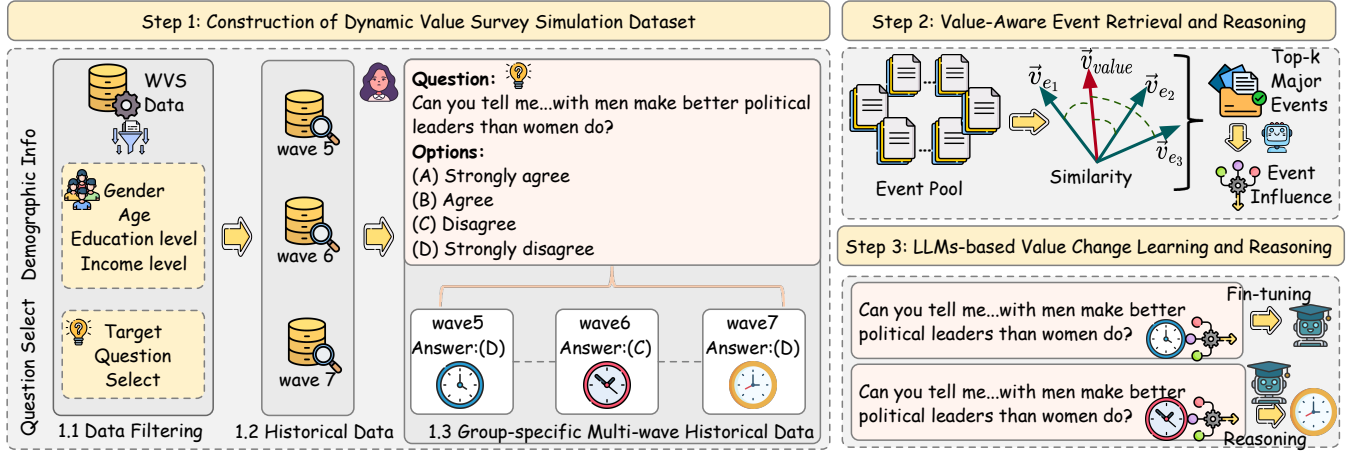 Step 1: Construction of Dynamic Value Survey Simulation Dataset
Demographic Info
Question Select
WVS
Data
Gender
Age
Education level
Income level
Target
Question
Select
1.1 Data Filtering
wave 5
wave 6
wave 7
1.2 Historical Data
Question:
Can you tell me...with men make better political
leaders than women do?
Options:
(A) Strongly agree
(B) Agree
(C) Disagree
(D) Strongly disagree
wave5
Answer:(D)
wave6
Answer:(C)
wave7
Answer:(D)
1.3 Group-specific Multi-wave Historical Data
Step 2: Value-Aware Event Retrieval and Reasoning
Event Pool
v⃗e1
v⃗value
v⃗e2
v⃗e3
Similarity
Top-k
Major
Events
Event
Influence
Step 3: LLMs-based Value Change Learning and Reasoning
Can you tell me...with men make better
political leaders than women do?
Fin-tuning
Can you tell me...with men make better
political leaders than women do?
Reasoning